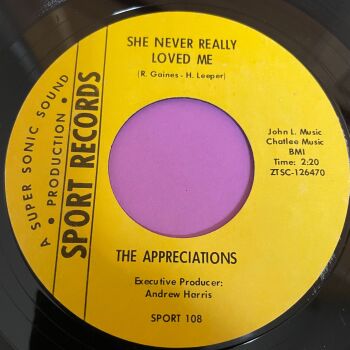 SHE NEVER REALLY
LOVED ME
(R. Gaines - H. Leeper)
A SUPER SONIC SOUND
• PRODUCTION •
SPORT RECORDS
John L. Music
Chatlee Music
BMI
Time: 2:20
ZTSC-126470
THE APPRECIATIONS
Executive Producer:
Andrew Harris
SPORT 108